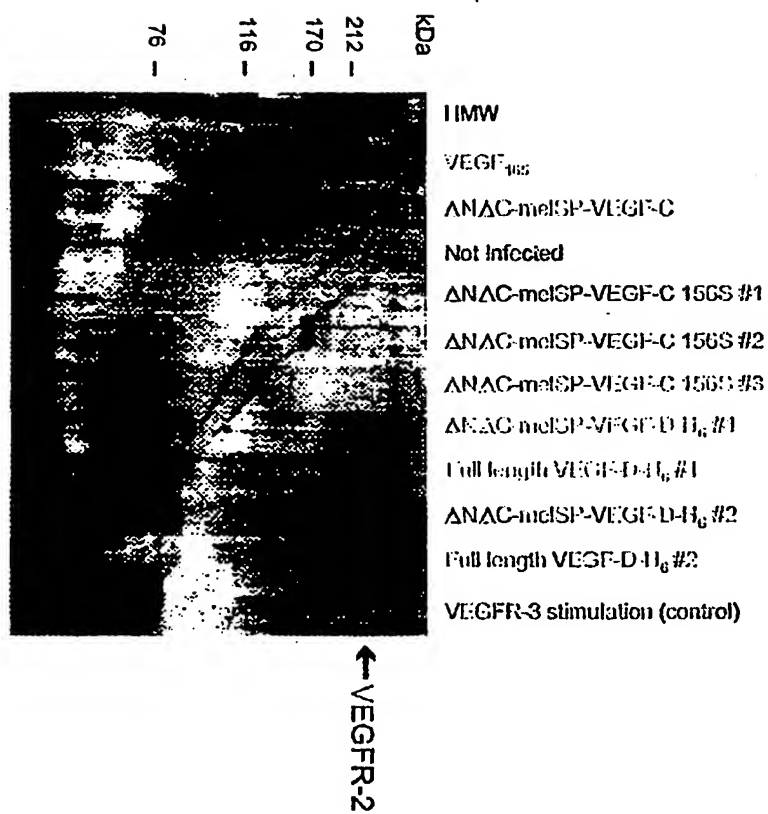 kDa
212 –
170 –
116 –
76 –
HMW
VEGF165
ΔNΔC-melSP-VEGF-C
Not Infected
ΔNΔC-melSP-VEGF-C 156S #1
ΔNΔC-melSP-VEGF-C 156S #2
ΔNΔC-melSP-VEGF-C 156S #3
ΔNΔC-melSP-VEGF-D-H6 #1
Full length VEGF-D-H6 #1
ΔNΔC-melSP-VEGF-D-H6 #2
Full length VEGF-D-H6 #2
VEGFR-3 stimulation (control)
←VEGFR-2